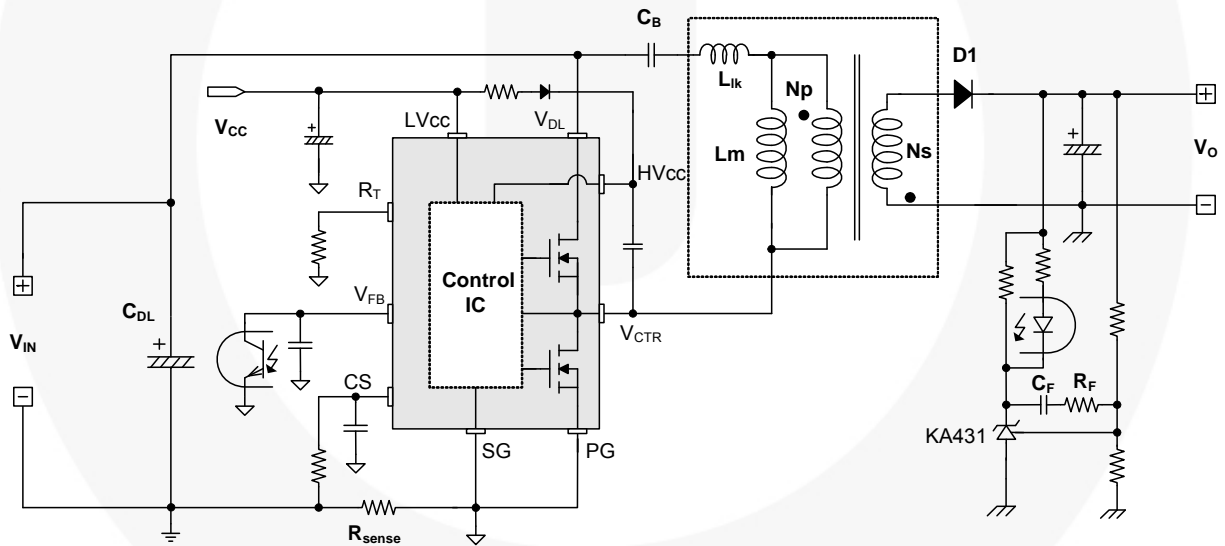 C_B
D1
L_lk
Np
Lm
Ns
+
V_O
-
V_CC
+
LVcc
V_DL
HVcc
R_T
Control
IC
V_FB
V_CTR
+
V_IN
-
C_DL
+
CS
SG
PG
R_sense
+
C_F
R_F
KA431